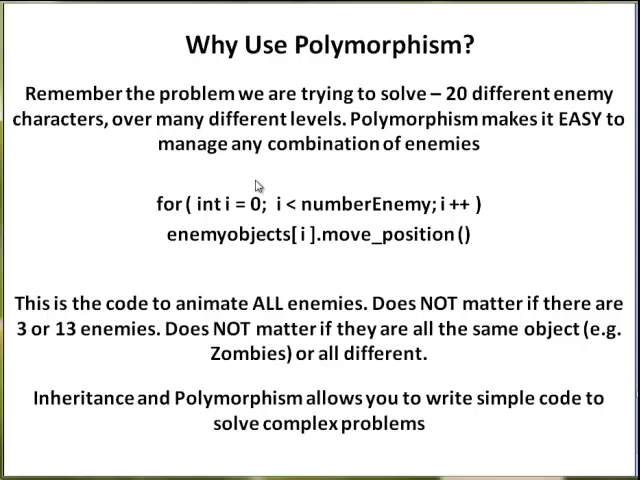 Why Use Polymorphism?
Remember the problem we are trying to solve – 20 different enemy
characters, over many different levels. Polymorphism makes it EASY to
manage any combination of enemies
for ( int i = 0;  i < numberEnemy; i ++ )
enemyobjects[ i ].move_position ()
This is the code to animate ALL enemies. Does NOT matter if there are
3 or 13 enemies. Does NOT matter if they are all the same object (e.g.
Zombies) or all different.
Inheritance and Polymorphism allows you to write simple code to
solve complex problems